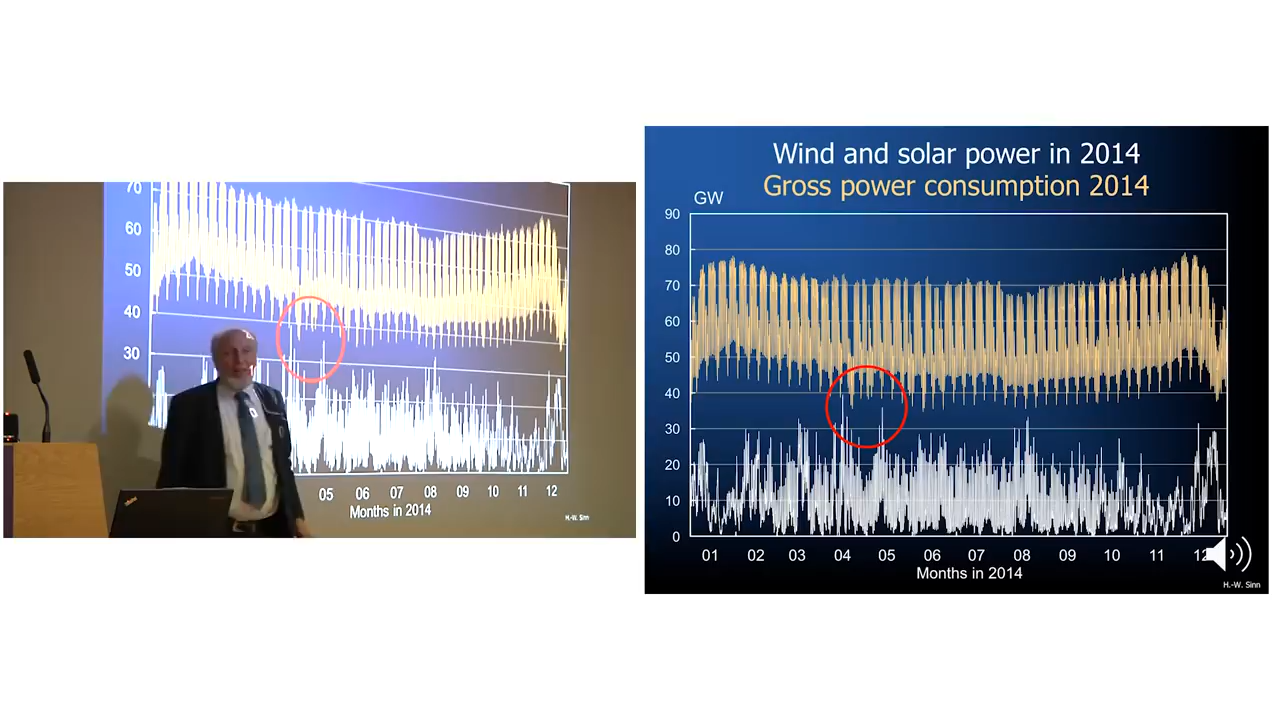 70
60
50
40
30
05 06 07 08 09 10 11 12
Months in 2014
H.-W. Sinn
Wind and solar power in 2014
Gross power consumption 2014
GW
90
80
70
60
50
40
30
20
10
0
01 02 03 04 05 06 07 08 09 10 11 12
Months in 2014
H.-W. Sinn